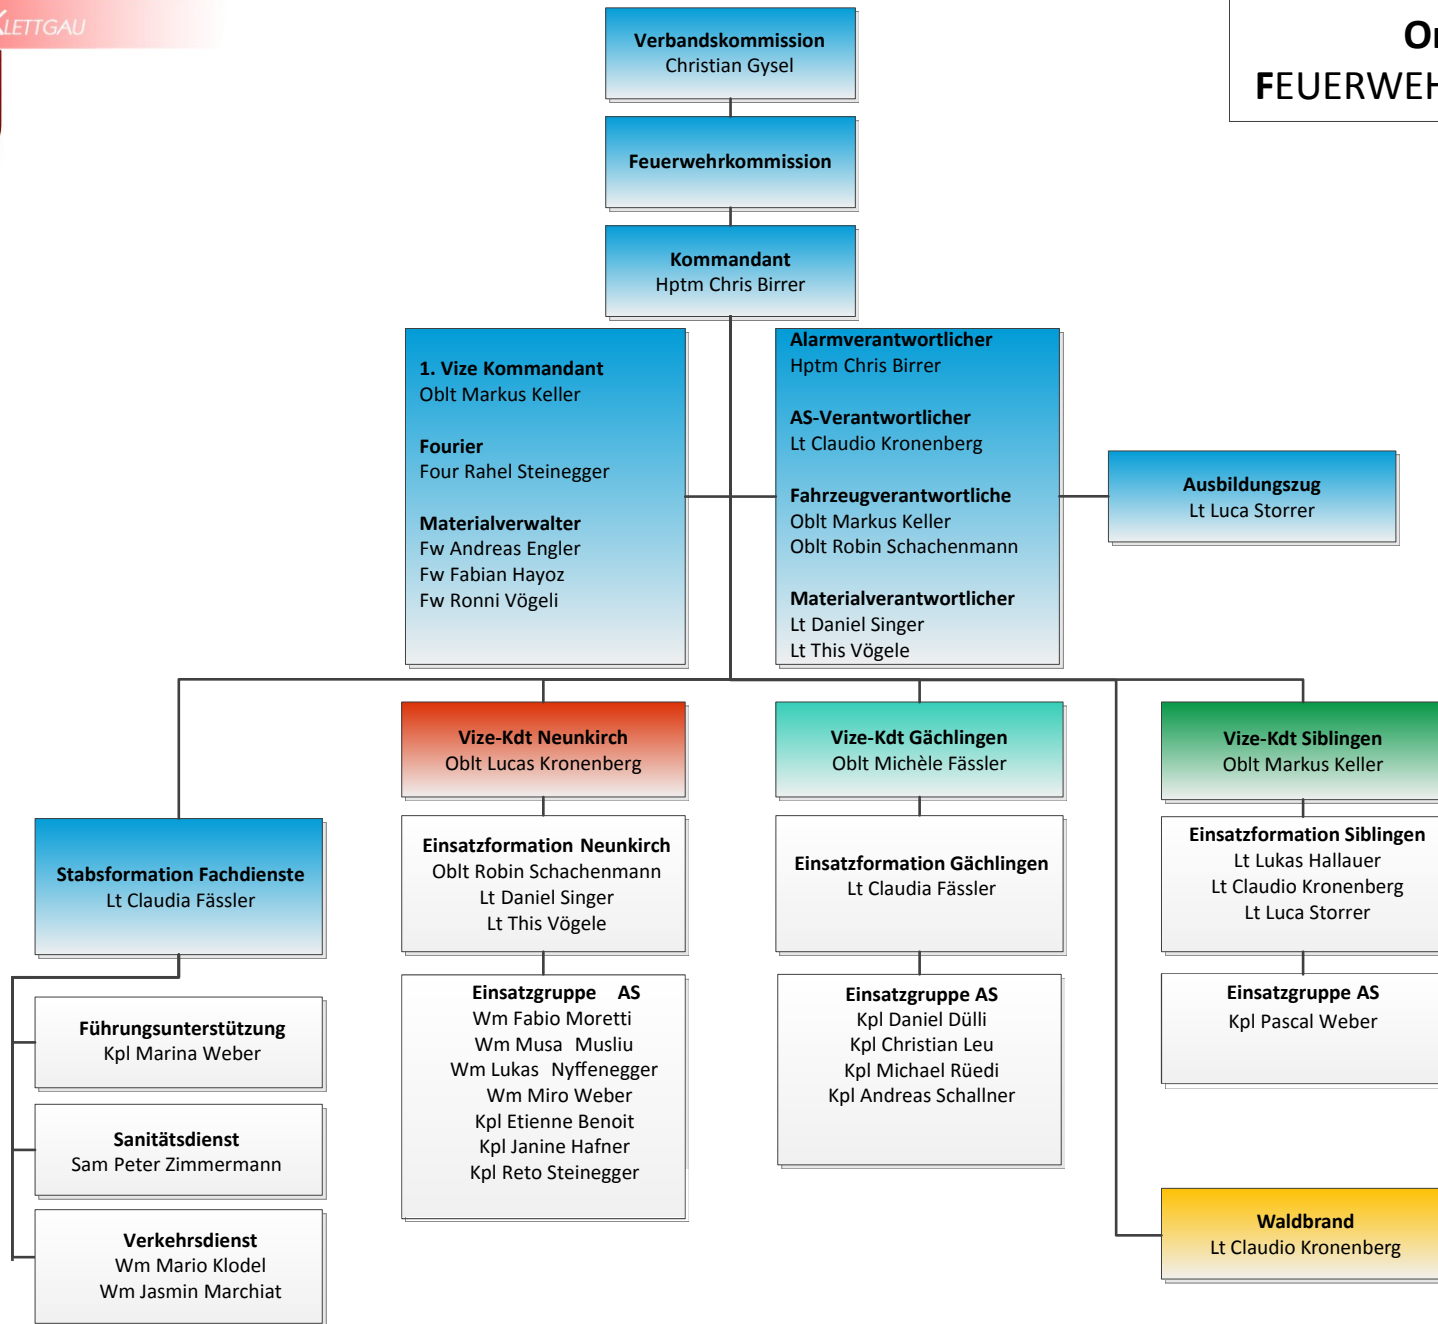 KLETTGAU
FEUERWEH
Verbandskommission
Christian Gysel
Feuerwehrkommission
Kommandant
Hptm Chris Birrer
1. Vize Kommandant
Oblt Markus Keller
Fourier
Four Rahel Steinegger
Materialverwalter
Fw Andreas Engler
Fw Fabian Hayoz
Fw Ronni Vögeli
Alarmverantwortlicher
Hptm Chris Birrer
AS-Verantwortlicher
Lt Claudio Kronenberg
Fahrzeugverantwortliche
Oblt Markus Keller
Oblt Robin Schachenmann
Materialverantwortlicher
Lt Daniel Singer
Lt This Vögele
Ausbildungszug
Lt Luca Storrer
Stabsformation Fachdienste
Lt Claudia Fässler
Führungsunterstützung
Kpl Marina Weber
Sanitätsdienst
Sam Peter Zimmermann
Verkehrsdienst
Wm Mario Klodel
Wm Jasmin Marchiat
Vize-Kdt Neunkirch
Oblt Lucas Kronenberg
Einsatzformation Neunkirch
Oblt Robin Schachenmann
Lt Daniel Singer
Lt This Vögele
Einsatzgruppe AS
Wm Fabio Moretti
Wm Musa Musliu
Wm Lukas Nyffenegger
Wm Miro Weber
Kpl Etienne Benoit
Kpl Janine Hafner
Kpl Reto Steinegger
Vize-Kdt Gächlingen
Oblt Michèle Fässler
Einsatzformation Gächlingen
Lt Claudia Fässler
Einsatzgruppe AS
Kpl Daniel Dülli
Kpl Christian Leu
Kpl Michael Rüedi
Kpl Andreas Schallner
Vize-Kdt Siblingen
Oblt Markus Keller
Einsatzformation Siblingen
Lt Lukas Hallauer
Lt Claudio Kronenberg
Lt Luca Storrer
Einsatzgruppe AS
Kpl Pascal Weber
Waldbrand
Lt Claudio Kronenberg